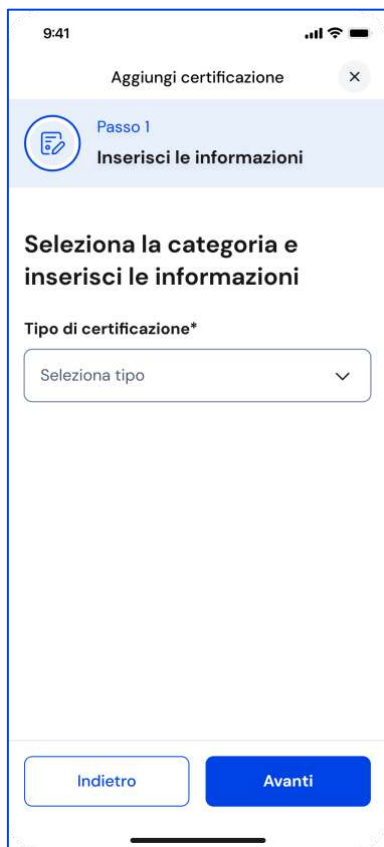 9:41
Aggiungi certificazione
Passo 1
Inserisci le informazioni
Seleziona la categoria e
inserisci le informazioni
Tipo di certificazione*
Seleziona tipo
Indietro
Avanti